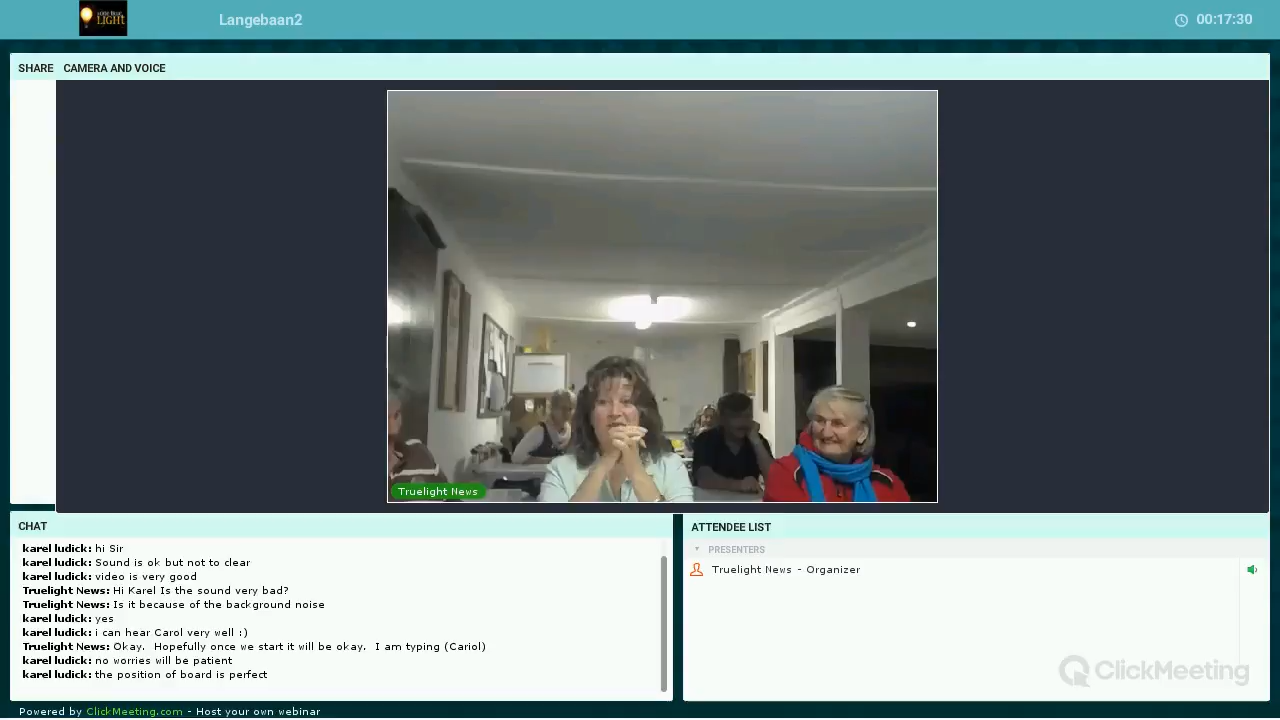 LIGHT
Langebaan2
00:17:30
SHARE CAMERA AND VOICE
Truelight News
CHAT
karel ludick: hi Sir
karel ludick: Sound is ok but not to clear
karel ludick: video is very good
Truelight News: Hi Karel Is the sound very bad?
Truelight News: Is it because of the background noise
karel ludick: yes
karel ludick: i can hear Carol very well :)
Truelight News: Okay.  Hopefully once we start it will be okay.  I am typing (Cariol)
karel ludick: no worries will be patient
karel ludick: the position of board is perfect
ATTENDEE LIST
PRESENTERS
Truelight News - Organizer
ClickMeeting
Powered by ClickMeeting.com - Host your own webinar